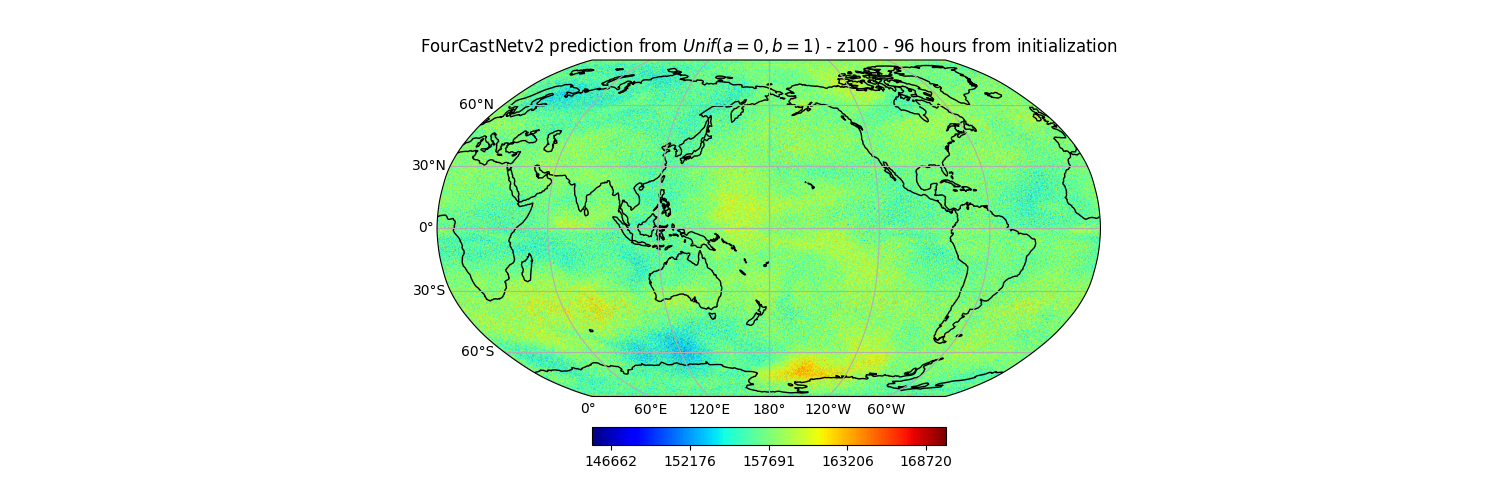 FourCastNetv2 prediction from Unif(a = 0, b = 1) - z100 - 96 hours from initialization
60°N
30°N
0°
30°S
60°S
0° 60°E 120°E 180° 120°W 60°W
146662 152176 157691 163206 168720